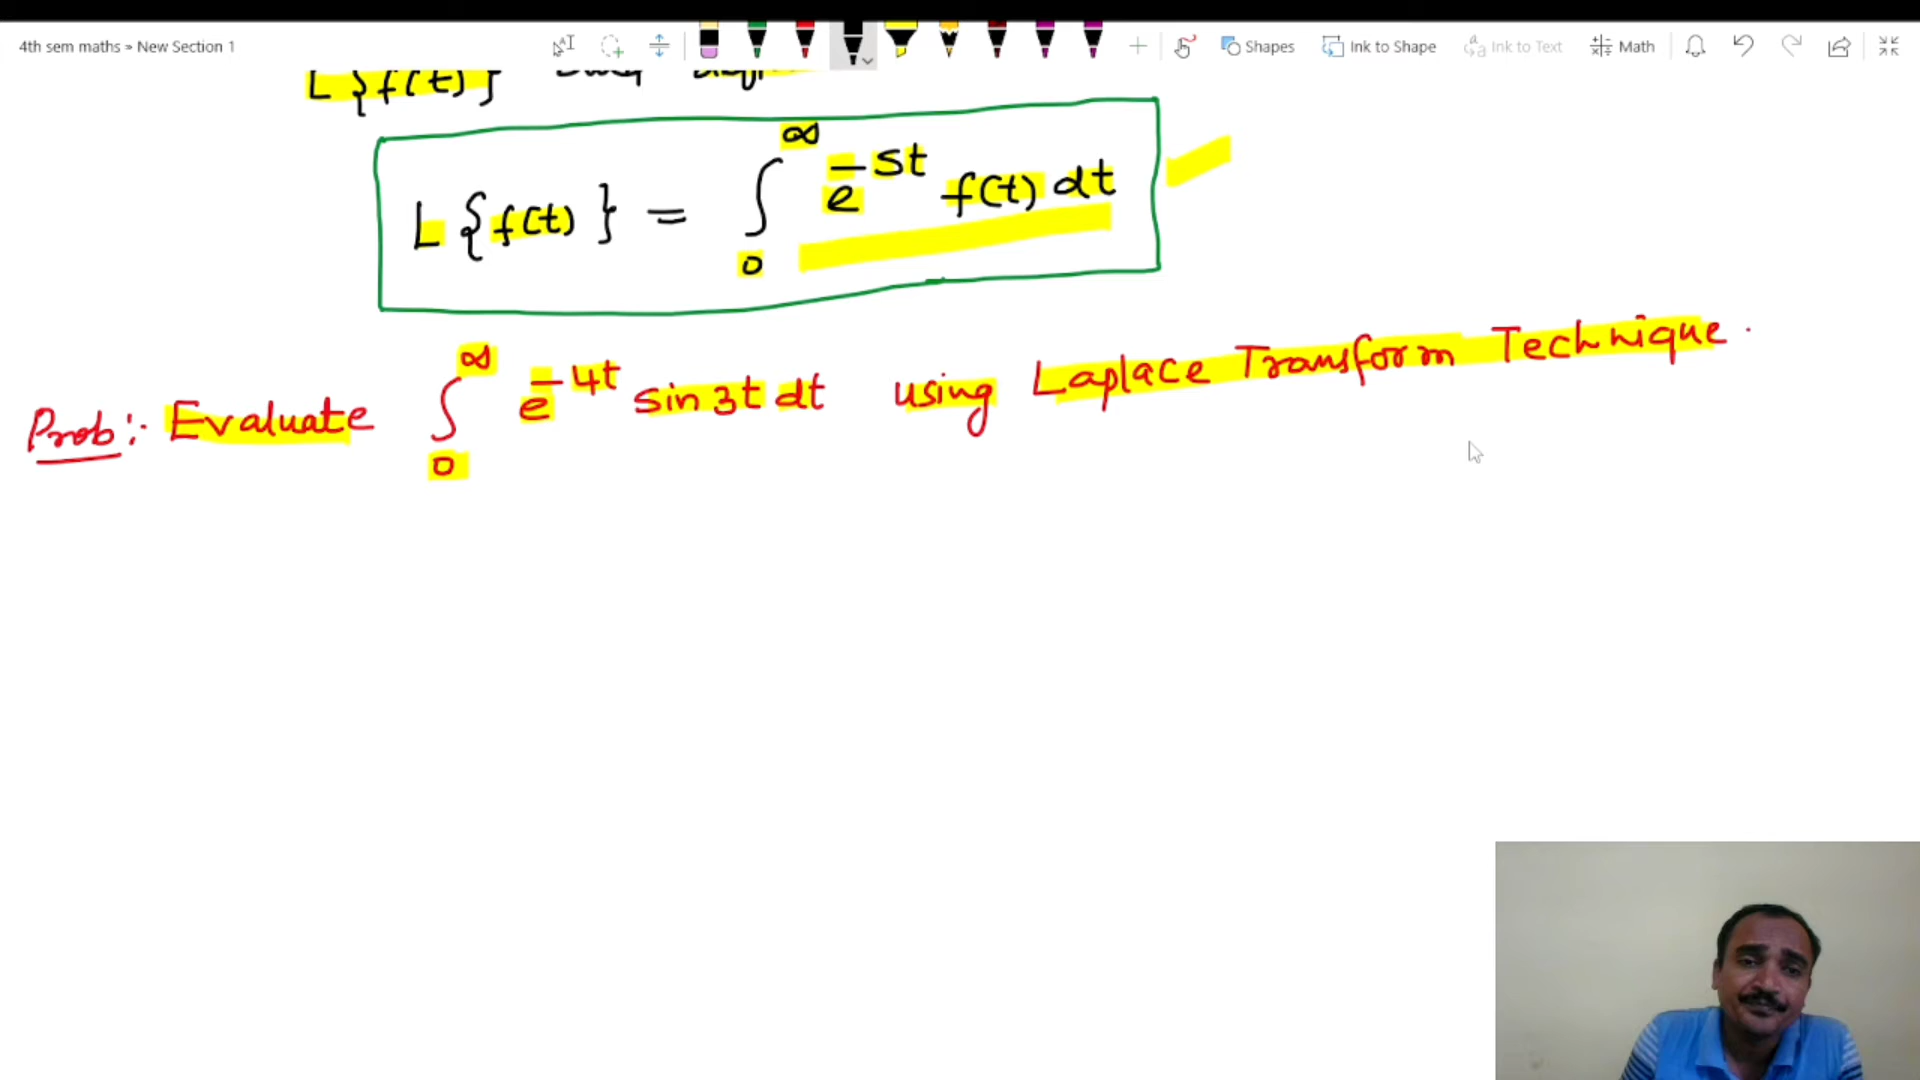 4th sem maths » New Section 1
Shapes Ink to Shape Ink to Text Math
L{f(t)}
L{f(t)} = ∫₀^∞ e^-st f(t) dt
Prob:- Evaluate ∫₀^∞ e^-4t sin 3t dt using Laplace Transform Technique.